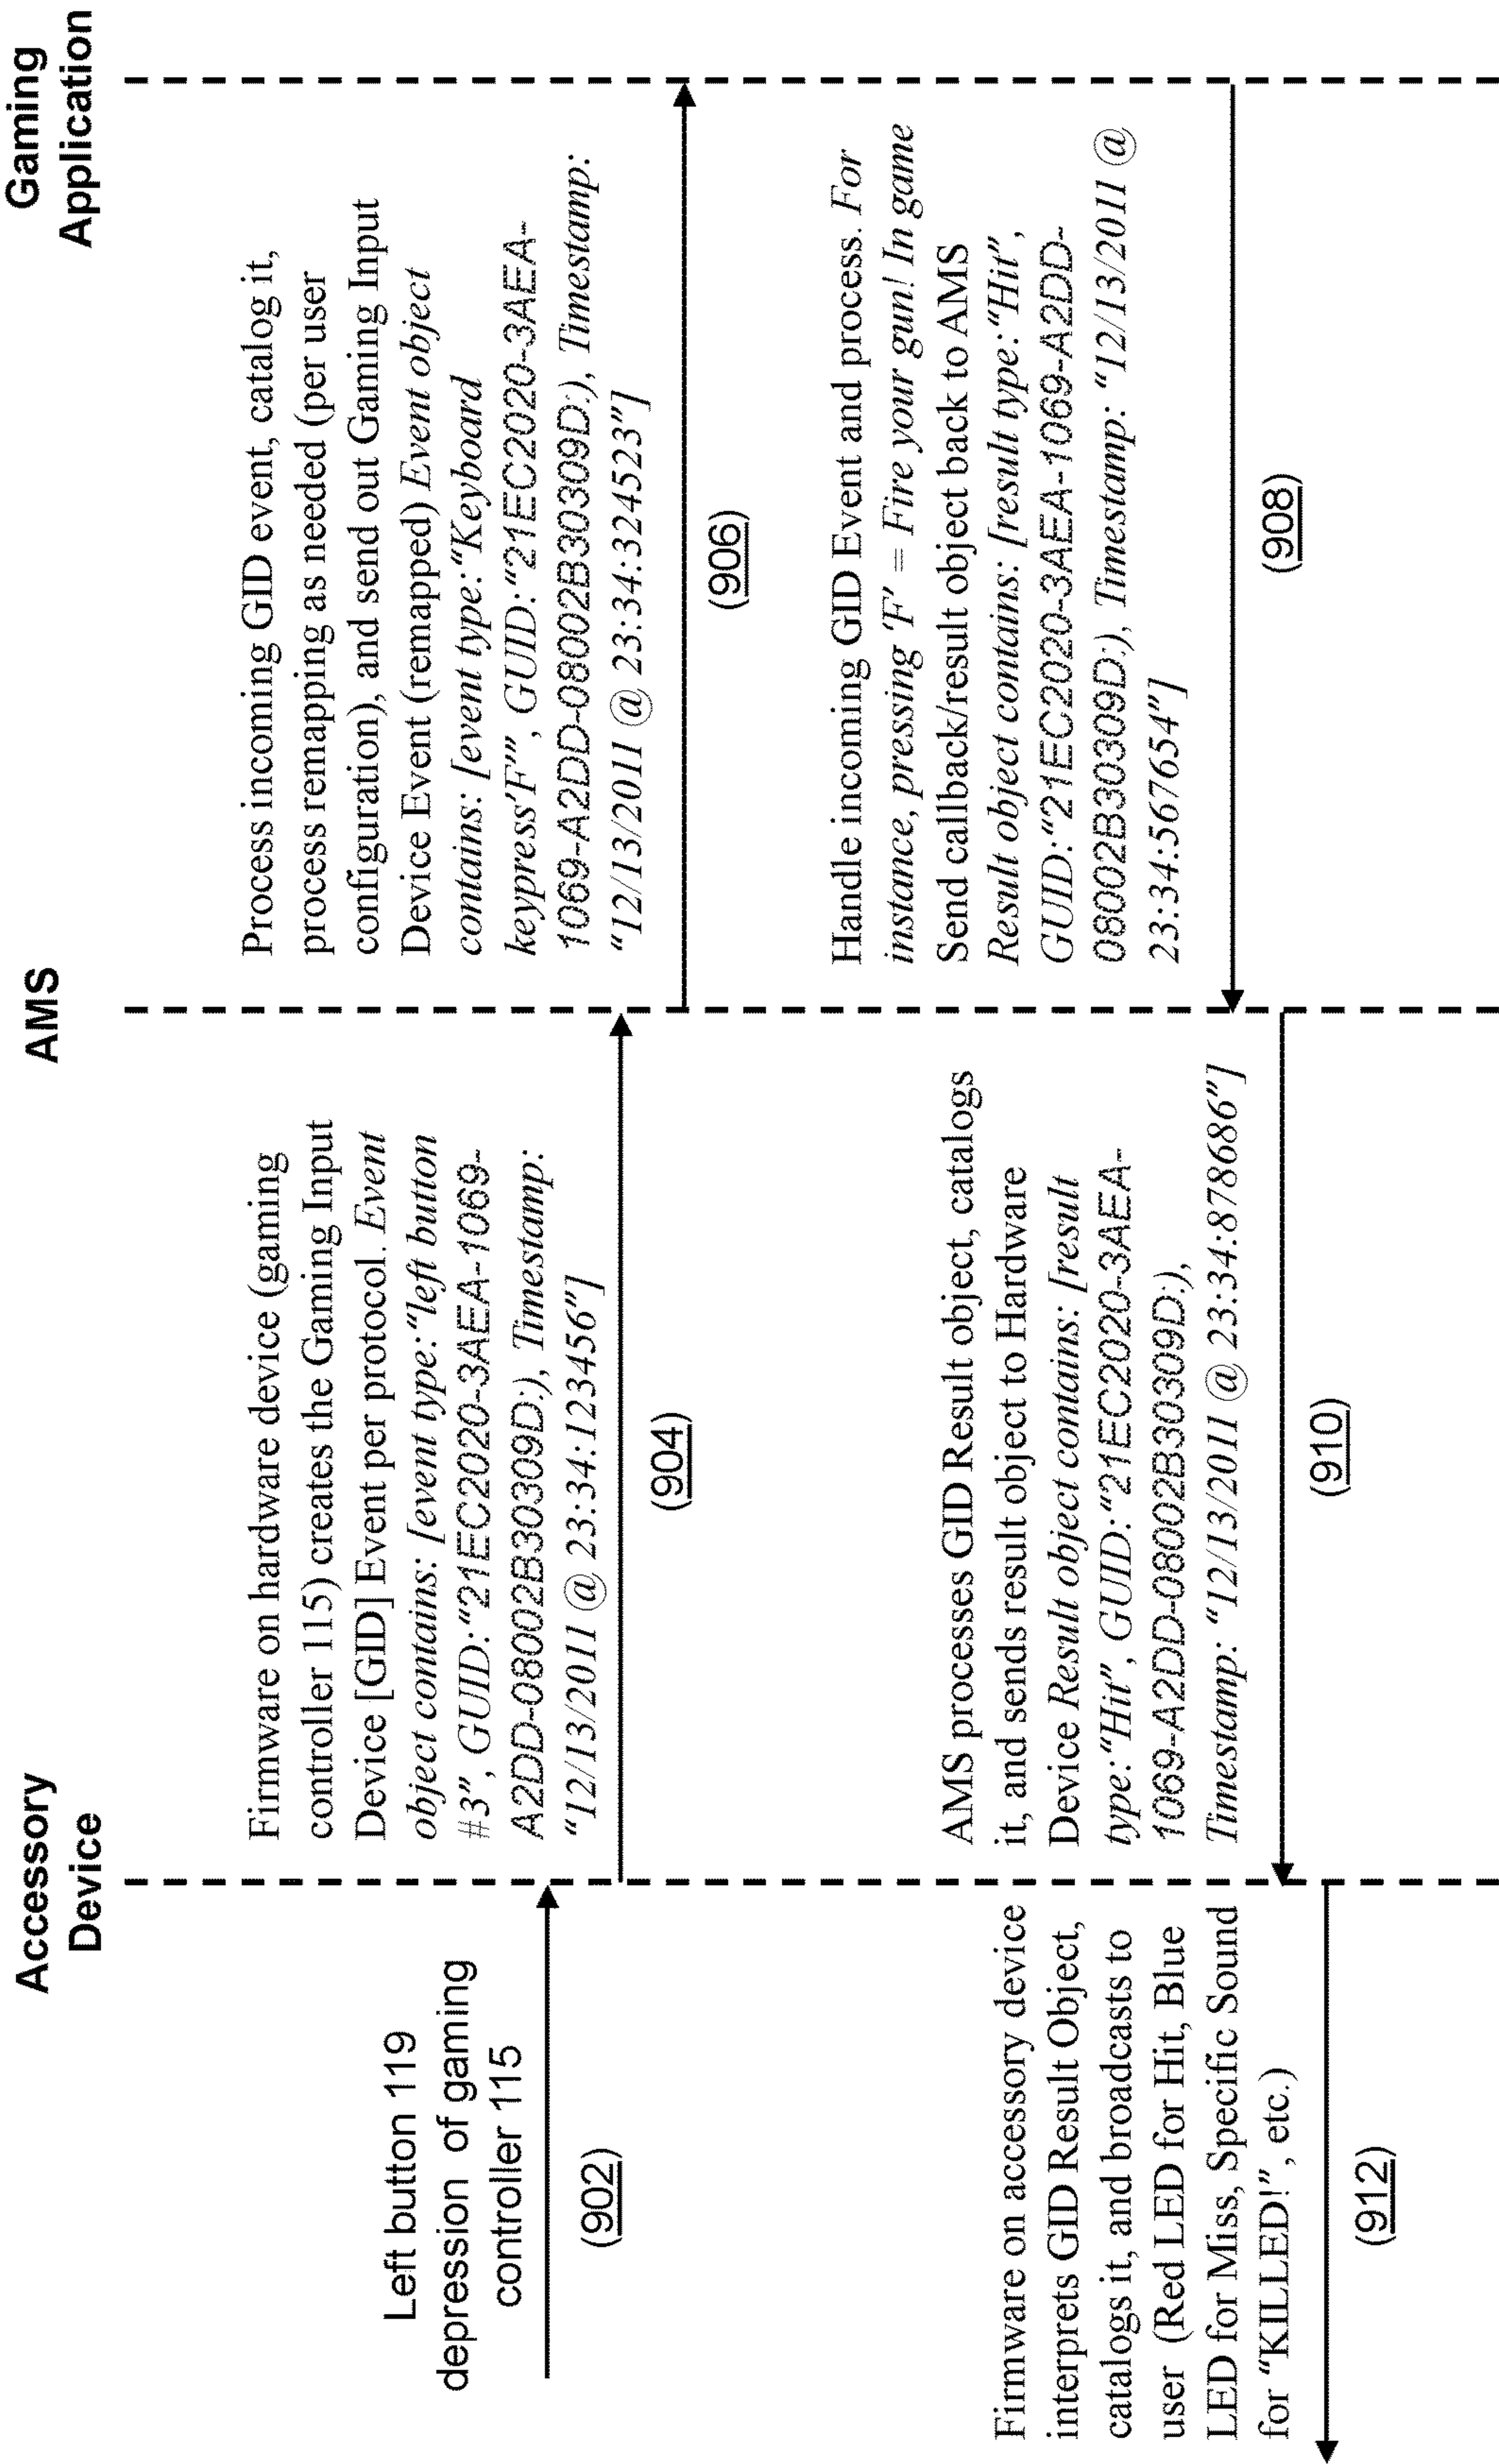 Accessory
Device
AMS
Gaming
Application
Left button 119
depression of gaming
controller 115
(902)
Firmware on hardware device (gaming
controller 115) creates the Gaming Input
Device [GID] Event per protocol. Event
object contains: [event type:“left button
#3”, GUID:“21EC2020-3AEA-1069-
A2DD-08002B30309D:), Timestamp:
“12/13/2011 @ 23:34:123456”]
(904)
Process incoming GID event, catalog it,
process remapping as needed (per user
configuration), and send out Gaming Input
Device Event (remapped) Event object
contains: [event type:“Keyboard
keypress'F'”, GUID:“21EC2020-3AEA-
1069-A2DD-08002B30309D:), Timestamp:
“12/13/2011 @ 23:34:324523”]
(906)
Handle incoming GID Event and process. For
instance, pressing 'F' = Fire your gun! In game
Send callback/result object back to AMS
Result object contains: [result type:“Hit”,
GUID:“21EC2020-3AEA-1069-A2DD-
08002B30309D:), Timestamp: “12/13/2011 @
23:34:567654”]
(908)
AMS processes GID Result object, catalogs
it, and sends result object to Hardware
Device Result object contains: [result
type:“Hit”, GUID:“21EC2020-3AEA-
1069-A2DD-08002B30309D:),
Timestamp: “12/13/2011 @ 23:34:878686”]
(910)
Firmware on accessory device
interprets GID Result Object,
catalogs it, and broadcasts to
user (Red LED for Hit, Blue
LED for Miss, Specific Sound
for “KILLED!”, etc.)
(912)